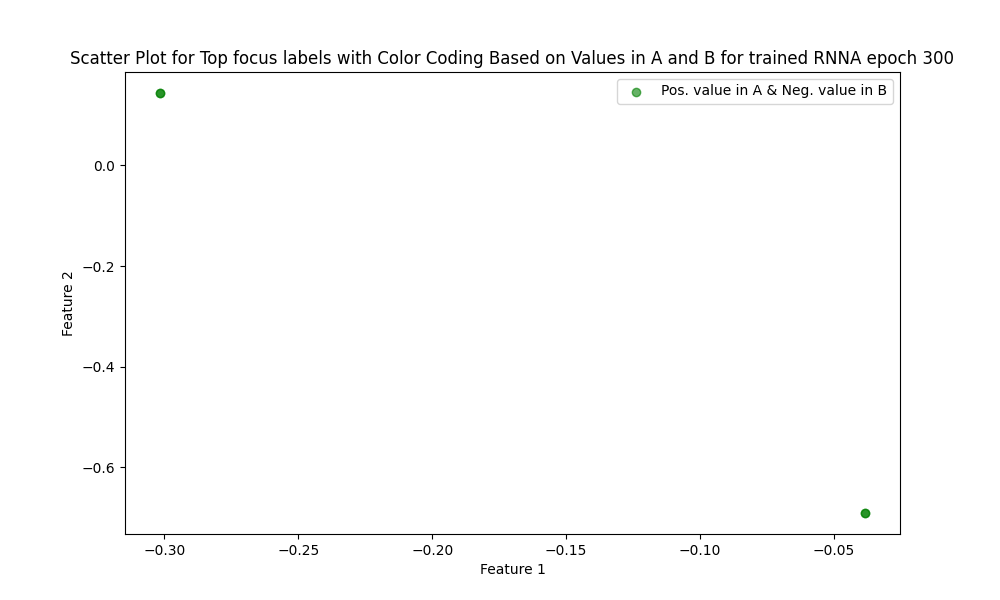 Scatter Plot for Top focus labels with Color Coding Based on Values in A and B for trained RNNA epoch 300
Pos. value in A & Neg. value in B
0.0
−0.2
−0.4
−0.6
Feature 2
−0.30
−0.25
−0.20
−0.15
−0.10
−0.05
Feature 1